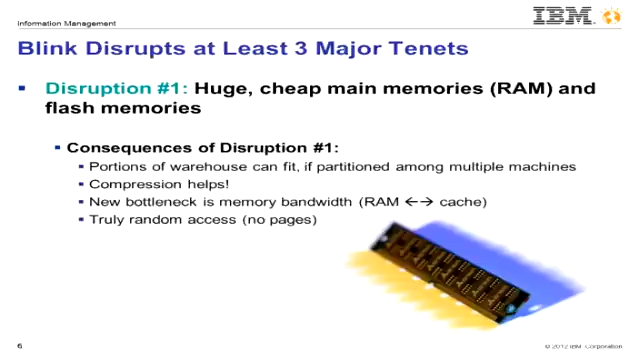 Information Management
IBM
Blink Disrupts at Least 3 Major Tenets
▪ Disruption #1: Huge, cheap main memories (RAM) and
flash memories
▪ Consequences of Disruption #1:
▪ Portions of warehouse can fit, if partitioned among multiple machines
▪ Compression helps!
▪ New bottleneck is memory bandwidth (RAM ←→ cache)
▪ Truly random access (no pages)
6
© 2012 IBM Corporation